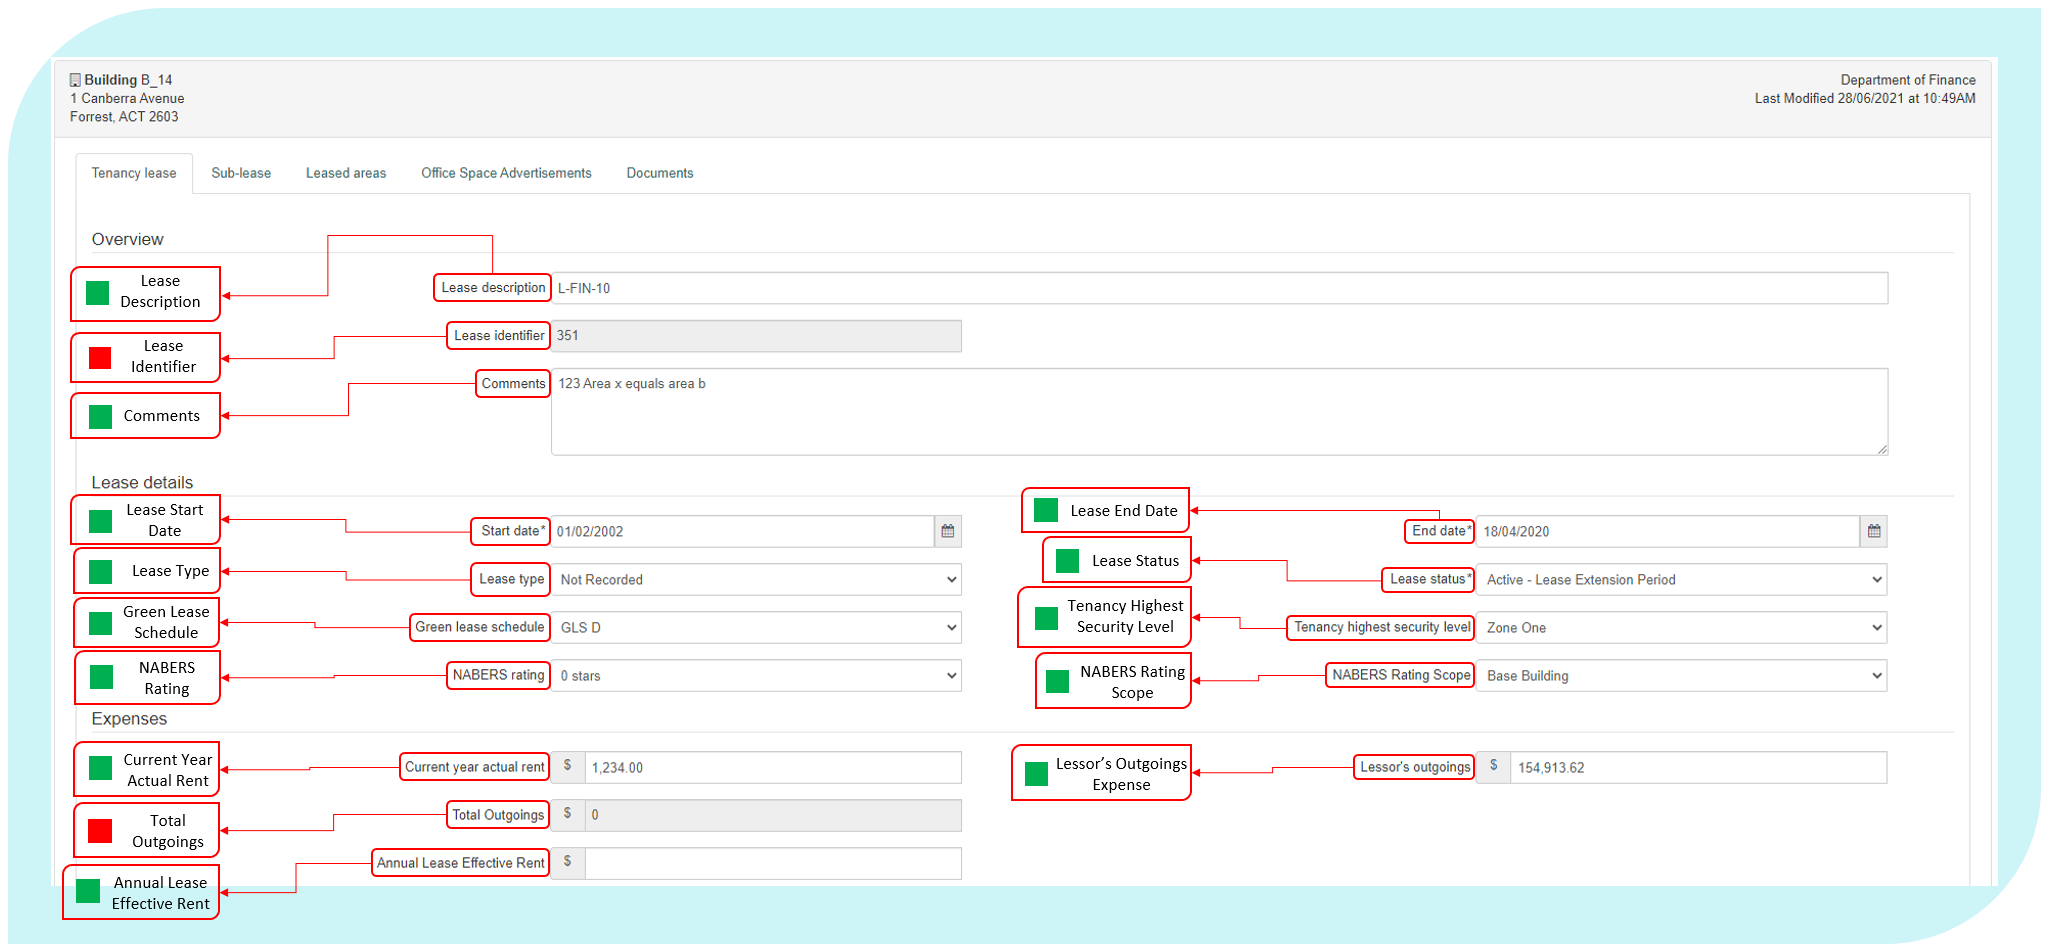 Building B_14
1 Canberra Avenue
Forrest, ACT 2603
Department of Finance
Last Modified 28/06/2021 at 10:49AM
Tenancy lease
Sub-lease
Leased areas
Office Space Advertisements
Documents
Overview
Lease
Description
Lease description
L-FIN-10
Lease
Identifier
Lease identifier
351
Comments
Comments
123 Area x equals area b
Lease details
Lease Start
Date
Start date*
01/02/2002
Lease End Date
End date*
18/04/2020
Lease Type
Lease type
Not Recorded
Lease Status
Lease status*
Active - Lease Extension Period
Green Lease
Schedule
Green lease schedule
GLS D
Tenancy Highest
Security Level
Tenancy highest security level
Zone One
NABERS
Rating
NABERS rating
0 stars
NABERS Rating
Scope
NABERS Rating Scope
Base Building
Expenses
Current Year
Actual Rent
Current year actual rent
$
1,234.00
Lessor's Outgoings
Expense
Lessor's outgoings
$
154,913.62
Total
Outgoings
Total Outgoings
$
0
Annual Lease
Effective Rent
Annual Lease Effective Rent
$